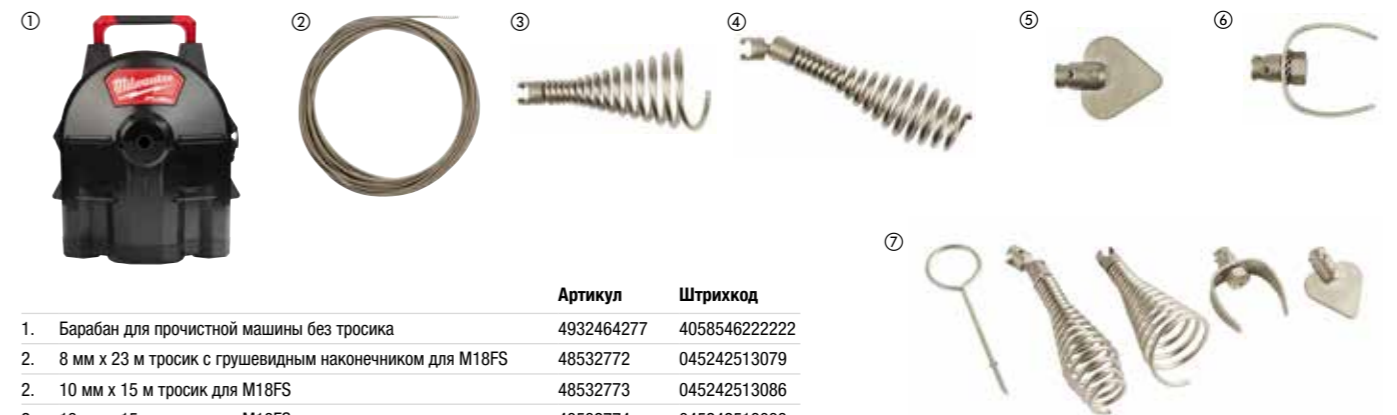 ① ② ③ ④ ⑤ ⑥
Milwaukee
⑦
Артикул Штрихкод
1. Барабан для прочистной машины без тросика 4932464277 4058546222222
2. 8 мм x 23 м тросик с грушевидным наконечником для M18FS 48532772 045242513079
2. 10 мм x 15 м тросик для M18FS 48532773 045242513086